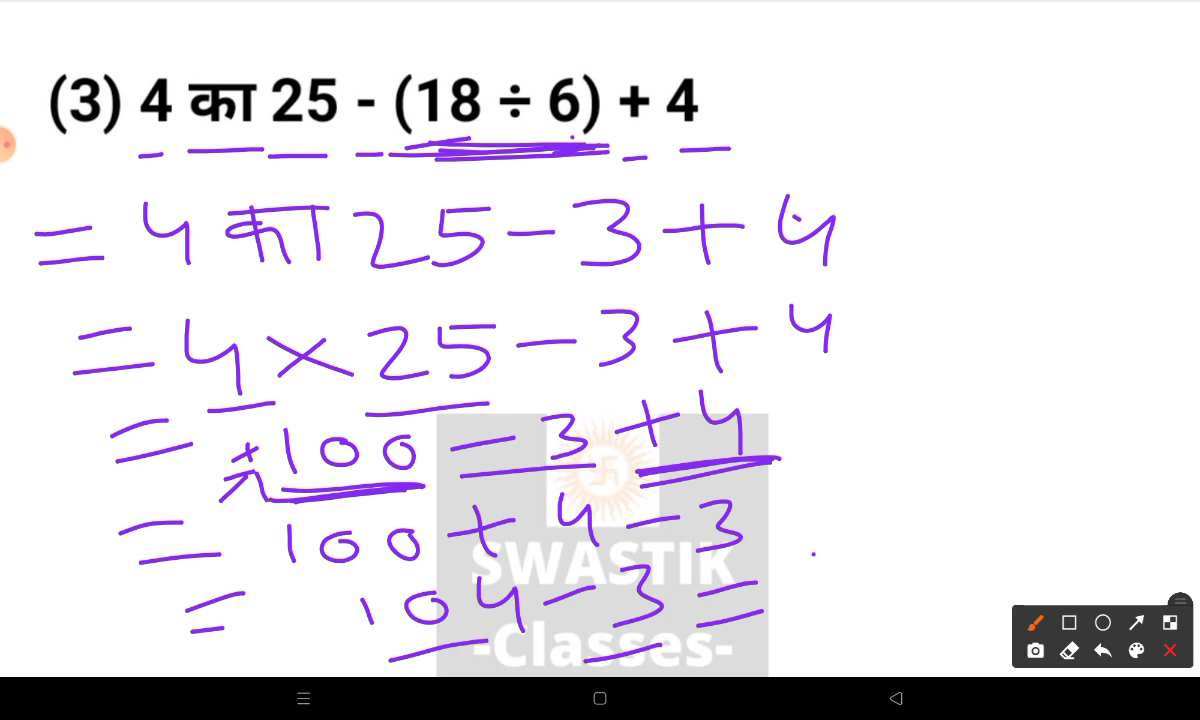 (3) 4 का 25 - (18 ÷ 6) + 4
= 4 का 25 - 3 + 4
= 4 × 25 - 3 + 4
= +100 - 3 + 4
= 100 + 4 - 3
= 104 - 3 =
SWASTIK
-Classes-